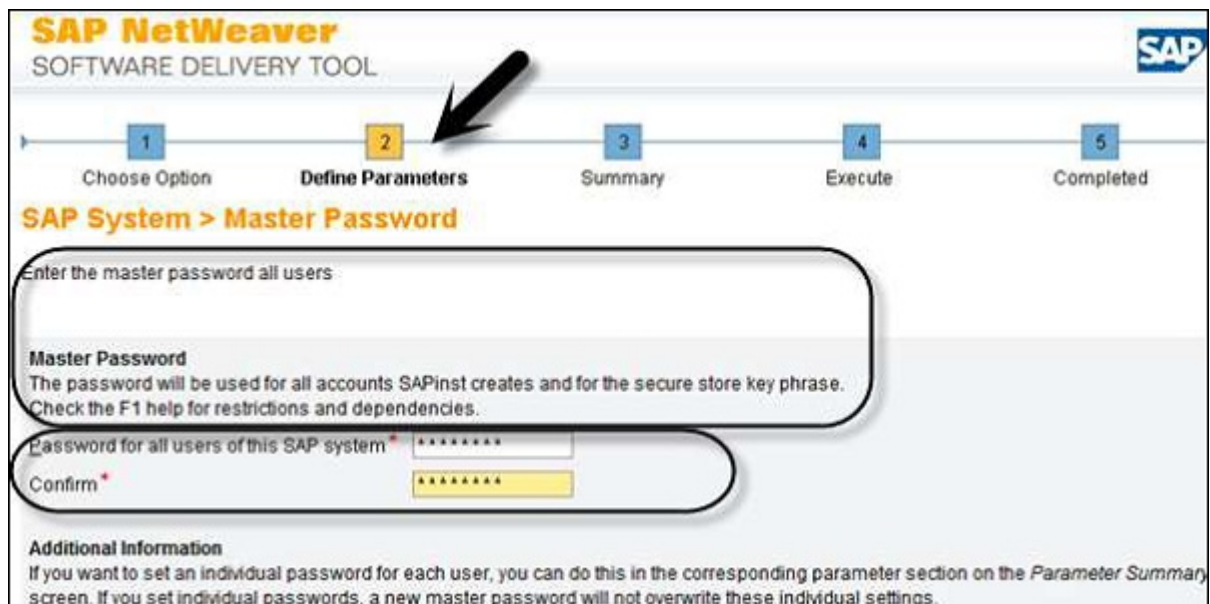 SAP NetWeaver
SOFTWARE DELIVERY TOOL
SAP
1
2
3
4
5
Choose Option
Define Parameters
Summary
Execute
Completed
SAP System > Master Password
Enter the master password all users
Master Password
The password will be used for all accounts SAPinst creates and for the secure store key phrase.
Check the F1 help for restrictions and dependencies.
Password for all users of this SAP system * ********
Confirm * ********
Additional Information
If you want to set an individual password for each user, you can do this in the corresponding parameter section on the Parameter Summary
screen. If you set individual passwords, a new master password will not overwrite these individual settings.